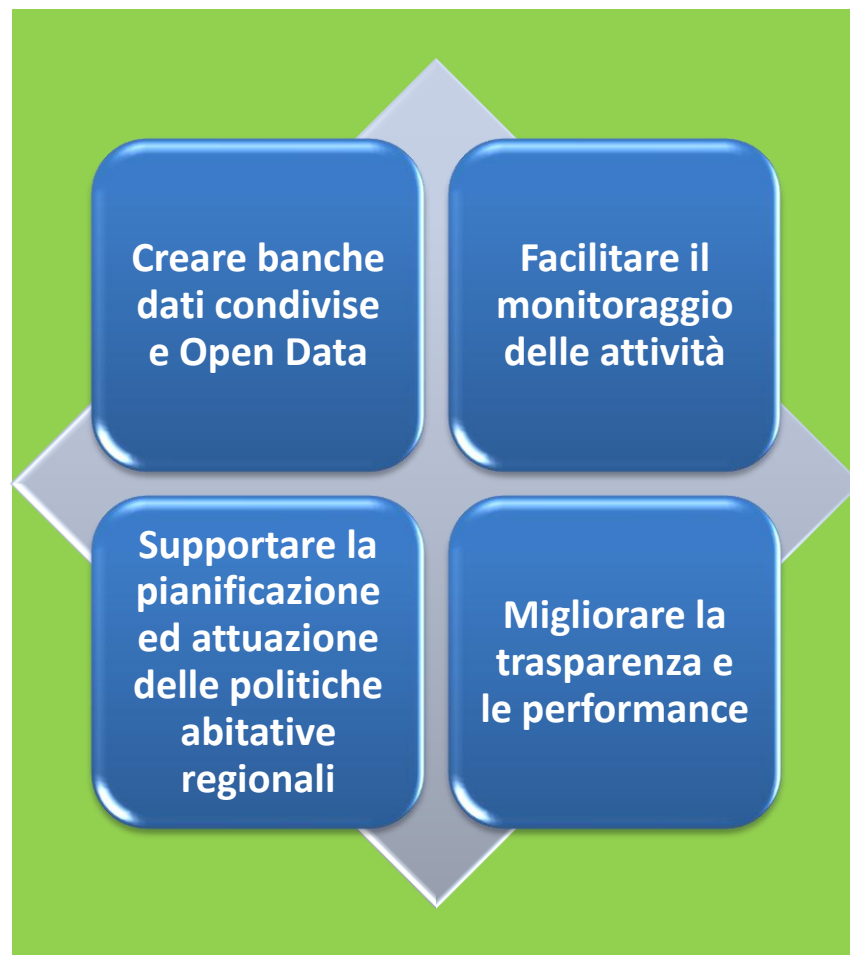 Creare banche
dati condivise
e Open Data
Facilitare il
monitoraggio
delle attività
Supportare la
pianificazione
ed attuazione
delle politiche
abitative
regionali
Migliorare la
trasparenza e
le performance